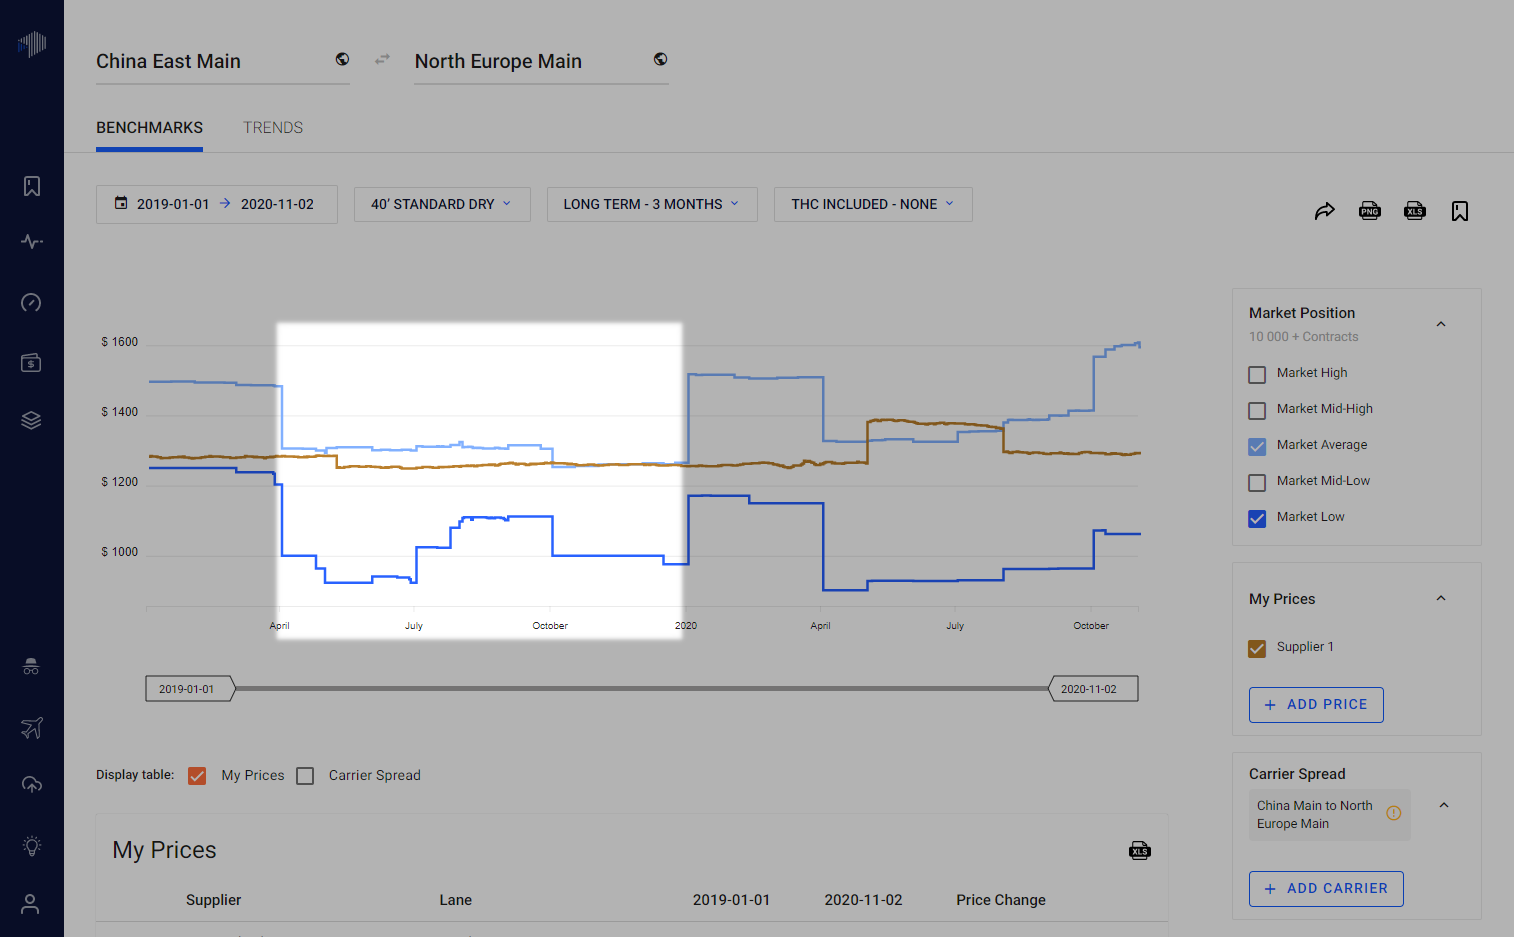 China East Main
North Europe Main
BENCHMARKS
TRENDS
2019-01-01 → 2020-11-02
40’ STANDARD DRY
LONG TERM - 3 MONTHS
THC INCLUDED - NONE
PNG
XLS
$ 1600
$ 1400
$ 1200
$ 1000
April
July
October
2020
April
July
October
2019-01-01
2020-11-02
Market Position
10 000 + Contracts
Market High
Market Mid-High
Market Average
Market Mid-Low
Market Low
My Prices
Supplier 1
+ ADD PRICE
Carrier Spread
China Main to North
Europe Main
+ ADD CARRIER
Display table:
My Prices
Carrier Spread
My Prices
XLS
Supplier
Lane
2019-01-01
2020-11-02
Price Change